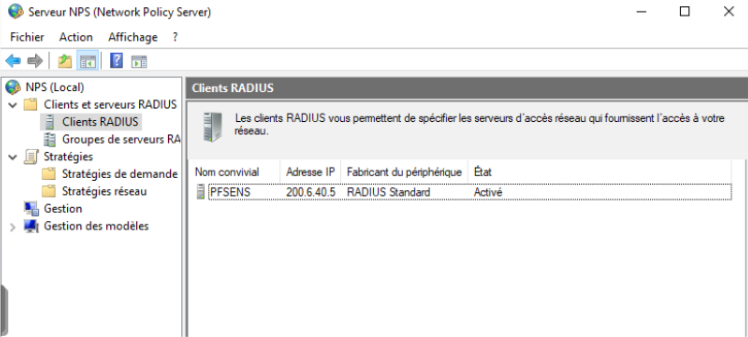 Serveur NPS (Network Policy Server)
Fichier Action Affichage ?
NPS (Local)
Clients et serveurs RADIUS
Clients RADIUS
Groupes de serveurs RA
Stratégies
Stratégies de demande
Stratégies réseau
Gestion
Gestion des modèles
Clients RADIUS
Les clients RADIUS vous permettent de spécifier les serveurs d'accès réseau qui fournissent l'accès à votre
réseau.
Nom convivial Adresse IP Fabricant du périphérique État
PFSENS 200.6.40.5 RADIUS Standard Activé